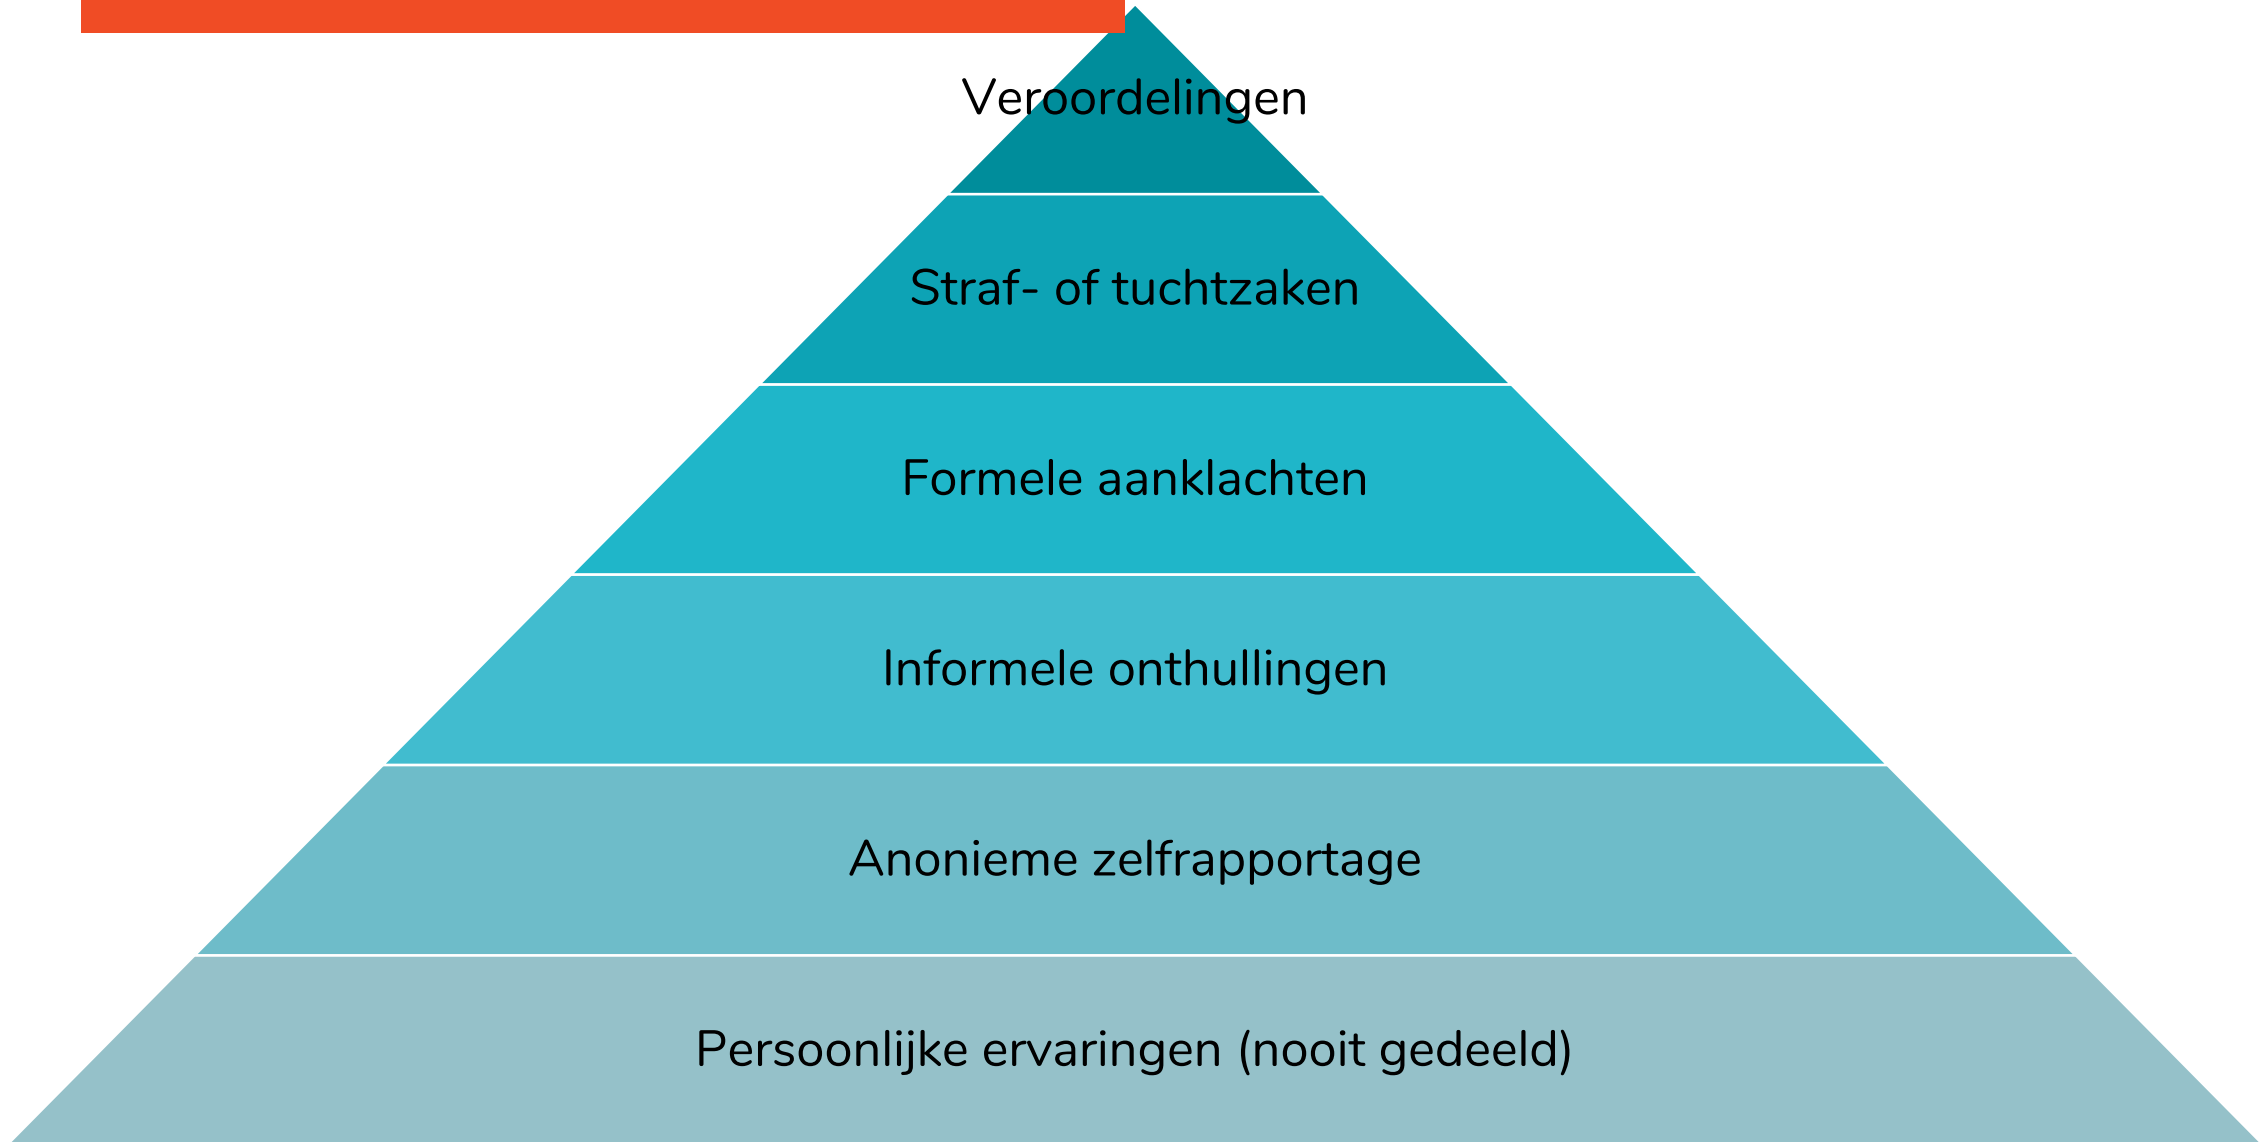 Veroordelingen
Straf- of tuchtzaken
Formele aanklachten
Informele onthullingen
Anonieme zelfrapportage
Persoonlijke ervaringen (nooit gedeeld)